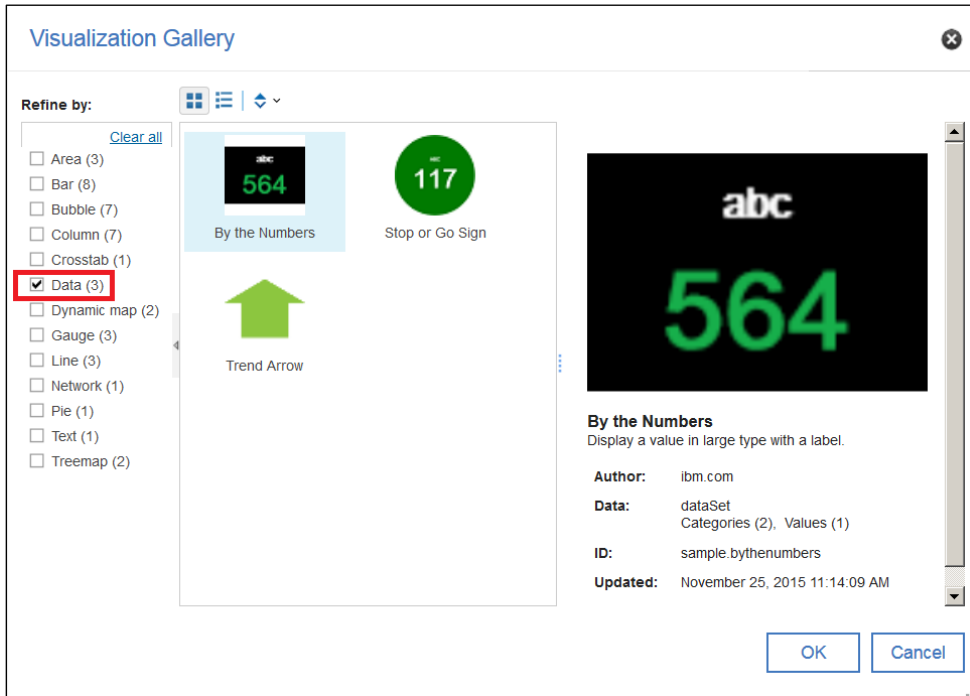 Visualization Gallery
Refine by:
Clear all
Area (3)
Bar (8)
Bubble (7)
Column (7)
Crosstab (1)
Data (3)
Dynamic map (2)
Gauge (3)
Line (3)
Network (1)
Pie (1)
Text (1)
Treemap (2)
abc
564
By the Numbers
abc
117
Stop or Go Sign
Trend Arrow
abc
564
By the Numbers
Display a value in large type with a label.
Author: ibm.com
Data: dataSet
Categories (2), Values (1)
ID: sample.bythenumbers
Updated: November 25, 2015 11:14:09 AM
OK Cancel